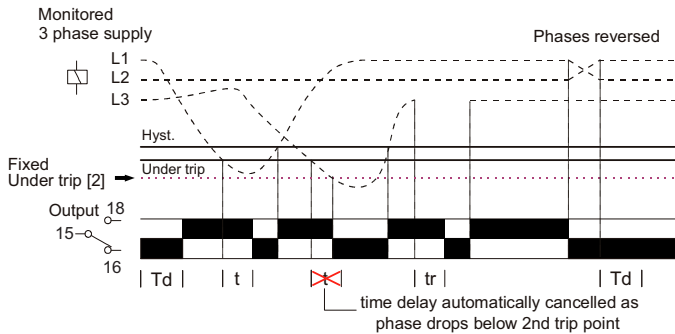 Monitored
3 phase supply
Phases reversed
L1
L2
L3
Hyst.
Under trip
Fixed
Under trip [2]
Output
18
15
16
Td
t
t
tr
Td
time delay automatically cancelled as
phase drops below 2nd trip point